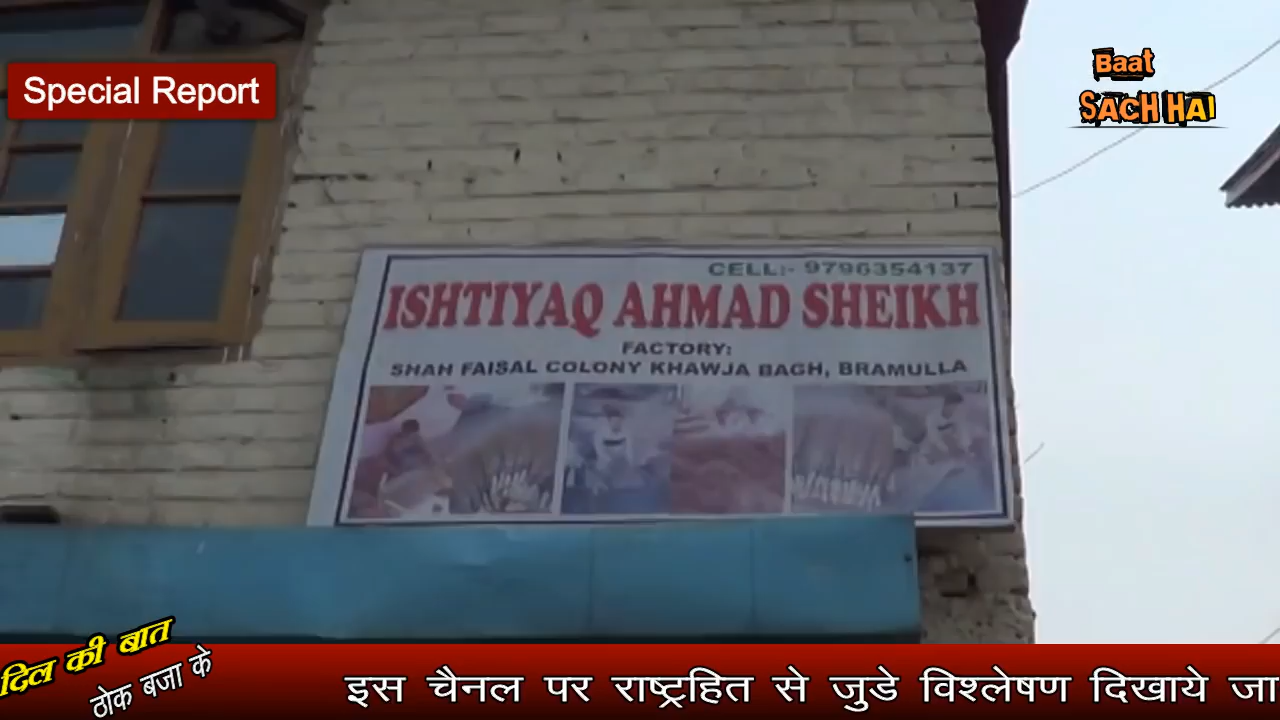 Special Report
Baat
SACH HAI
CELL:- 9796354137
ISHTIYAQ AHMAD SHEIKH
FACTORY:
SHAH FAISAL COLONY KHAWJA BAGH, BRAMULLA
दिल की बात
ठोक बजा के
इस चैनल पर राष्ट्रहित से जुडे विश्लेषण दिखाये जा